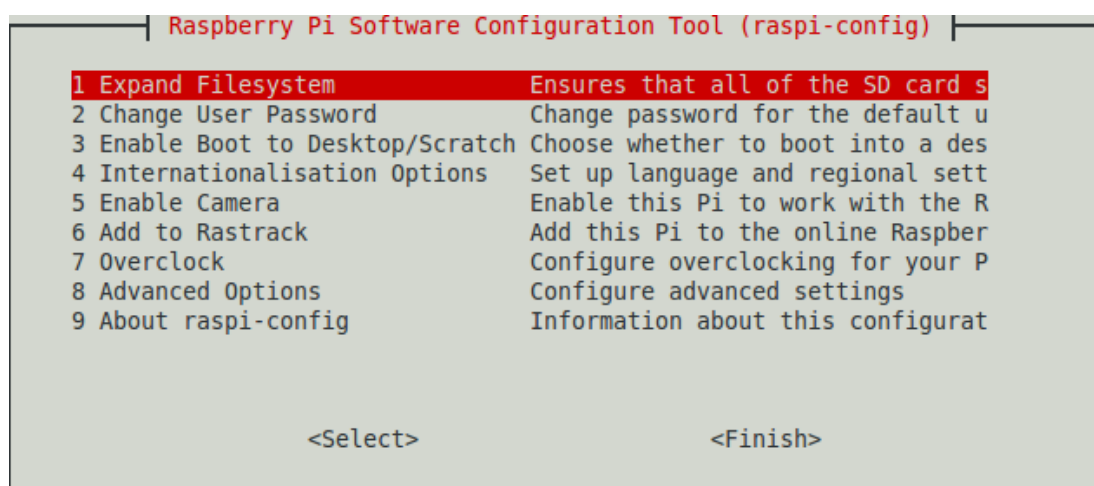 Raspberry Pi Software Configuration Tool (raspi-config)
1 Expand Filesystem Ensures that all of the SD card s
2 Change User Password Change password for the default u
3 Enable Boot to Desktop/Scratch Choose whether to boot into a des
4 Internationalisation Options Set up language and regional sett
5 Enable Camera Enable this Pi to work with the R
6 Add to Rastrack Add this Pi to the online Raspber
7 Overclock Configure overclocking for your P
8 Advanced Options Configure advanced settings
9 About raspi-config Information about this configurat
<Select> <Finish>